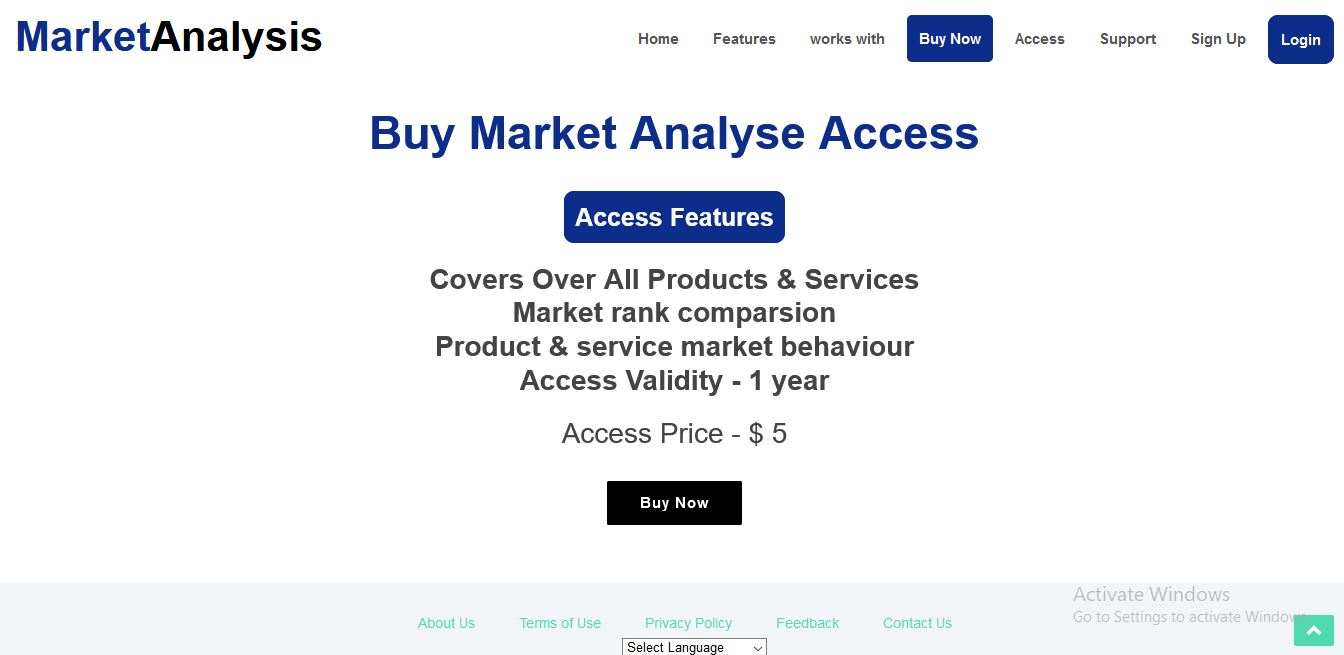 MarketAnalysis
Home Features works with Buy Now Access Support Sign Up Login
Buy Market Analyse Access
Access Features
Covers Over All Products & Services
Market rank comparsion
Product & service market behaviour
Access Validity - 1 year
Access Price - $ 5
Buy Now
Activate Windows
Go to Settings to activate Windows
About Us Terms of Use Privacy Policy Feedback Contact Us
Select Language